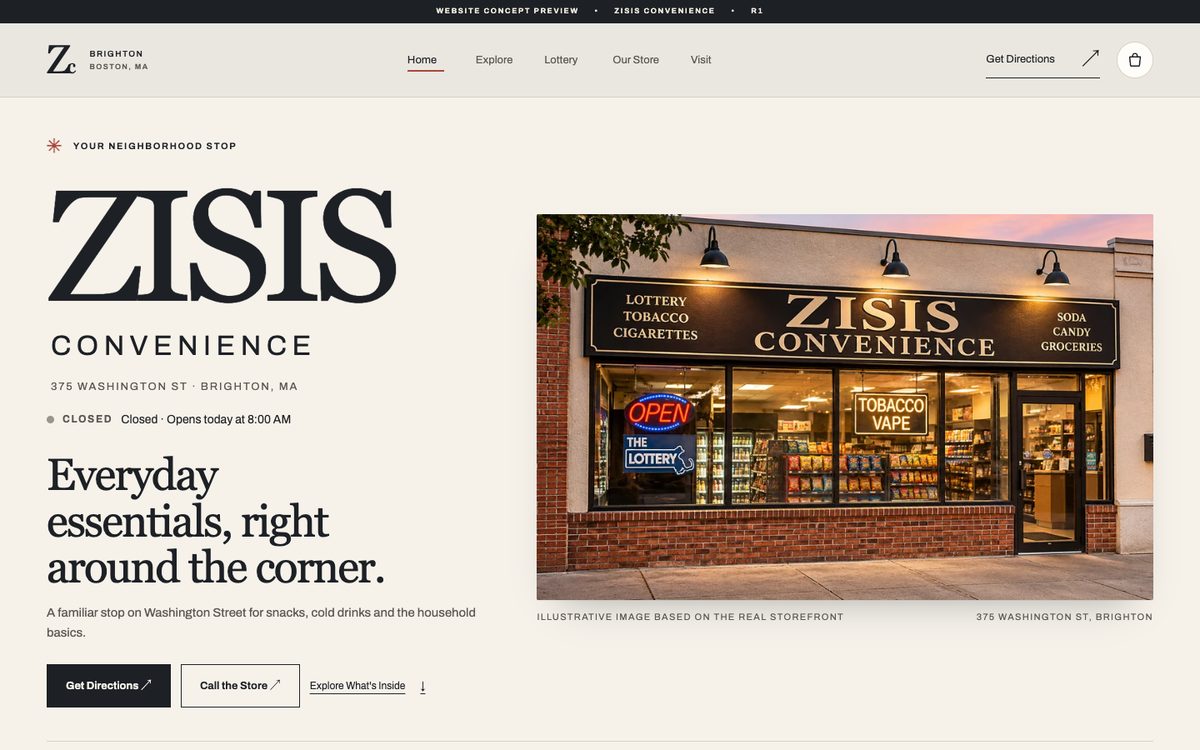 WEBSITE CONCEPT PREVIEW • ZISIS CONVENIENCE • R1
Zc
BRIGHTON
BOSTON, MA
Home Explore Lottery Our Store Visit
Get Directions
YOUR NEIGHBORHOOD STOP
ZISIS
CONVENIENCE
375 WASHINGTON ST · BRIGHTON, MA
CLOSED Closed · Opens today at 8:00 AM
Everyday
essentials, right
around the corner.
A familiar stop on Washington Street for snacks, cold drinks and the household
basics.
Get Directions
Call the Store
Explore What's Inside
LOTTERY
TOBACCO
CIGARETTES
ZISIS
CONVENIENCE
SODA
CANDY
GROCERIES
OPEN
THE
LOTTERY
TOBACCO
VAPE
ILLUSTRATIVE IMAGE BASED ON THE REAL STOREFRONT
375 WASHINGTON ST, BRIGHTON